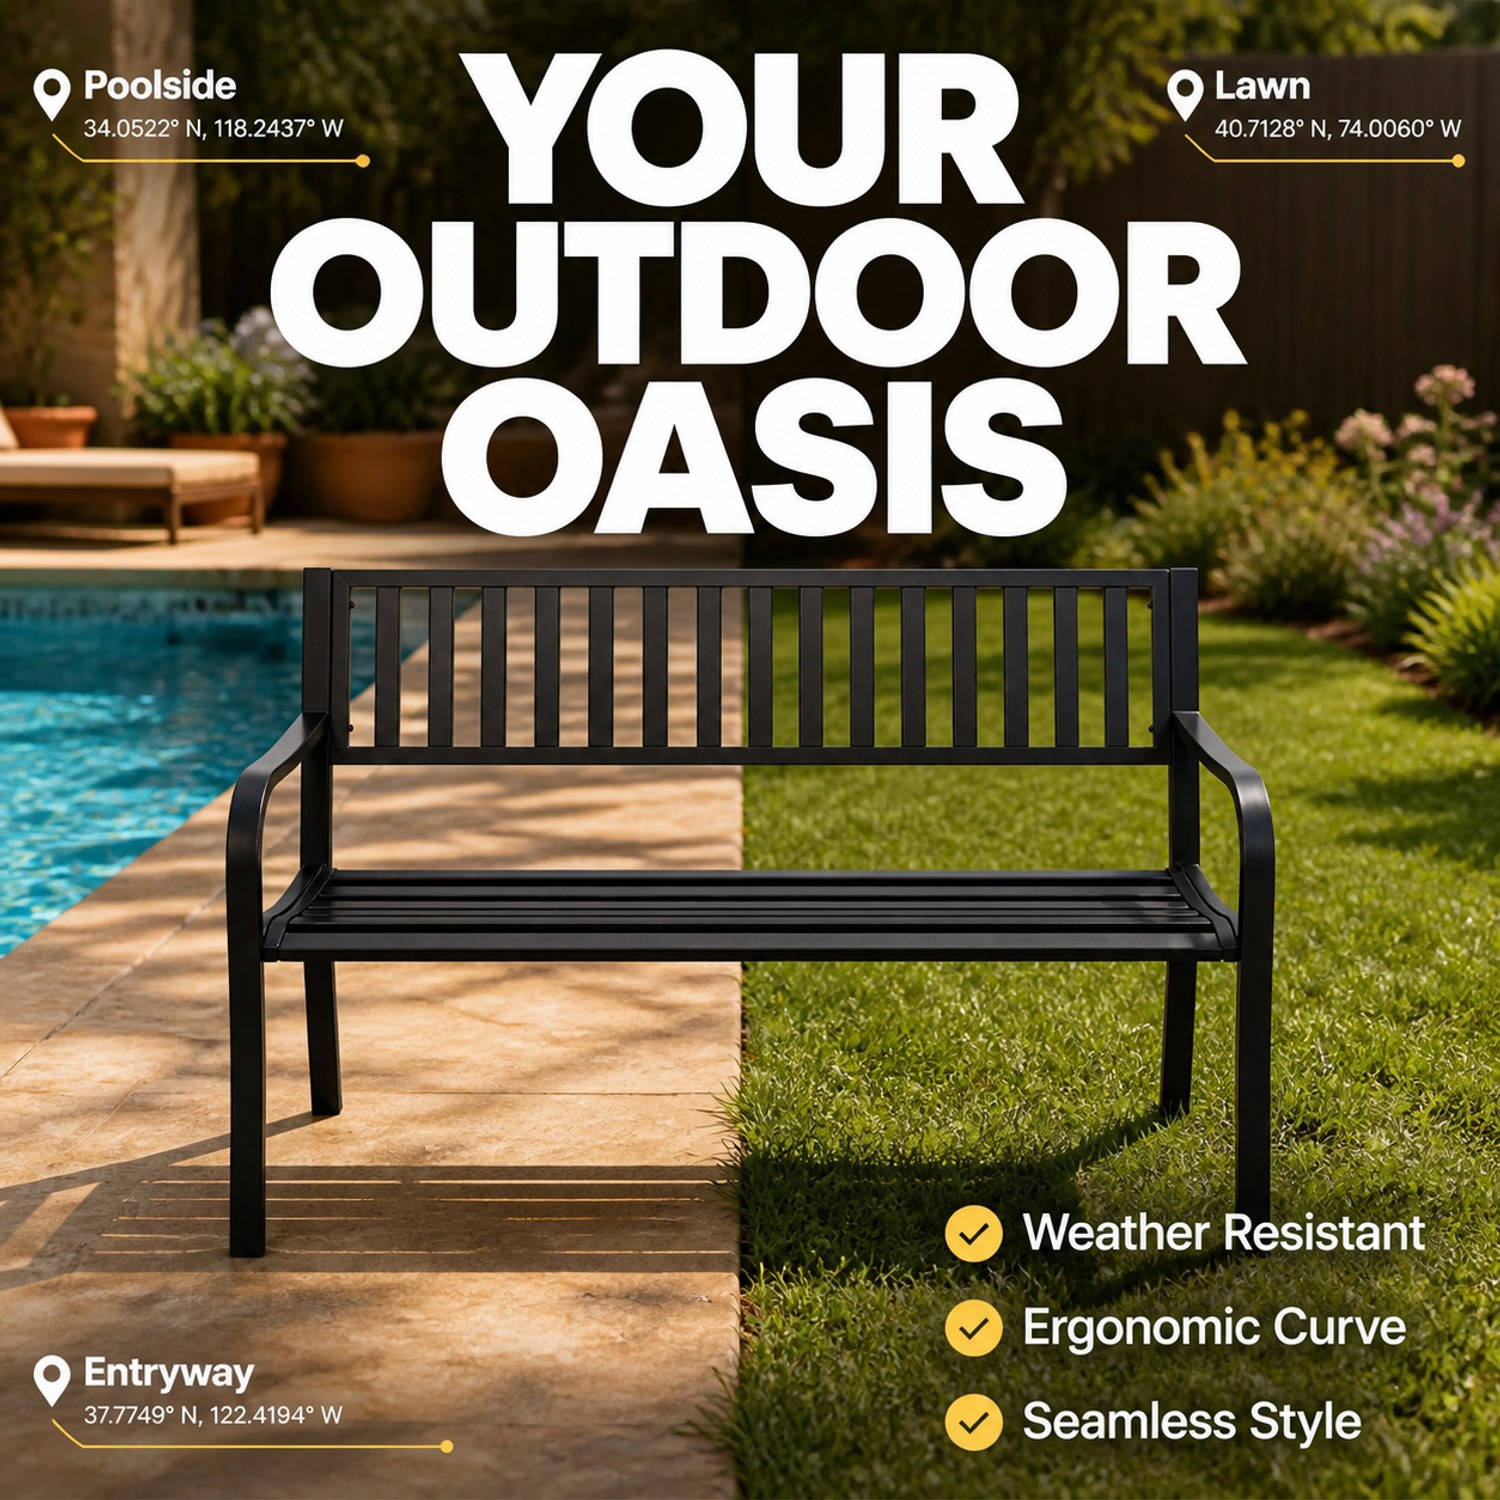 Poolside
34.0522° N, 118.2437° W
YOUR
OUTDOOR
OASIS
Lawn
40.7128° N, 74.0060° W
Weather Resistant
Ergonomic Curve
Seamless Style
Entryway
37.7749° N, 122.4194° W